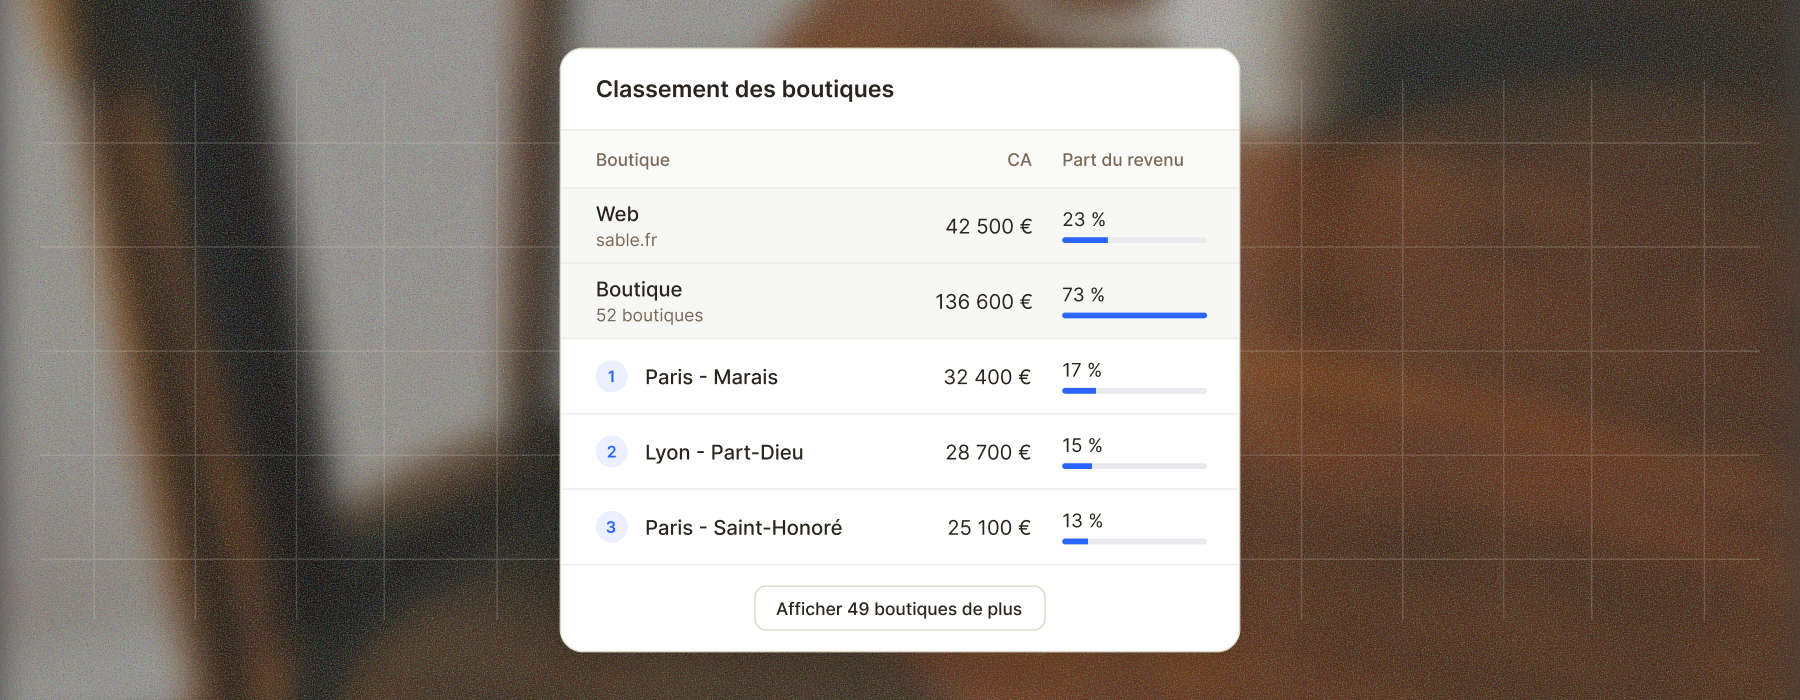 Classement des boutiques
Boutique CA Part du revenu
Web
sable.fr
42 500 € 23 %
Boutique
52 boutiques
136 600 € 73 %
1 Paris - Marais 32 400 € 17 %
2 Lyon - Part-Dieu 28 700 € 15 %
3 Paris - Saint-Honoré 25 100 € 13 %
Afficher 49 boutiques de plus